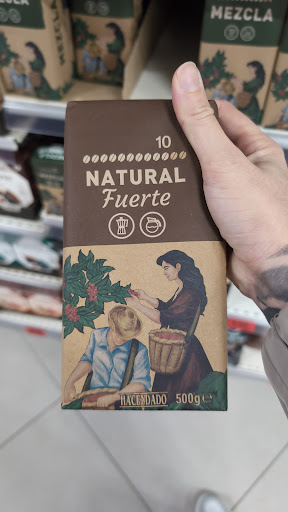 MEZCLA
10
NATURAL
Fuerte
HACENDADO
500g e